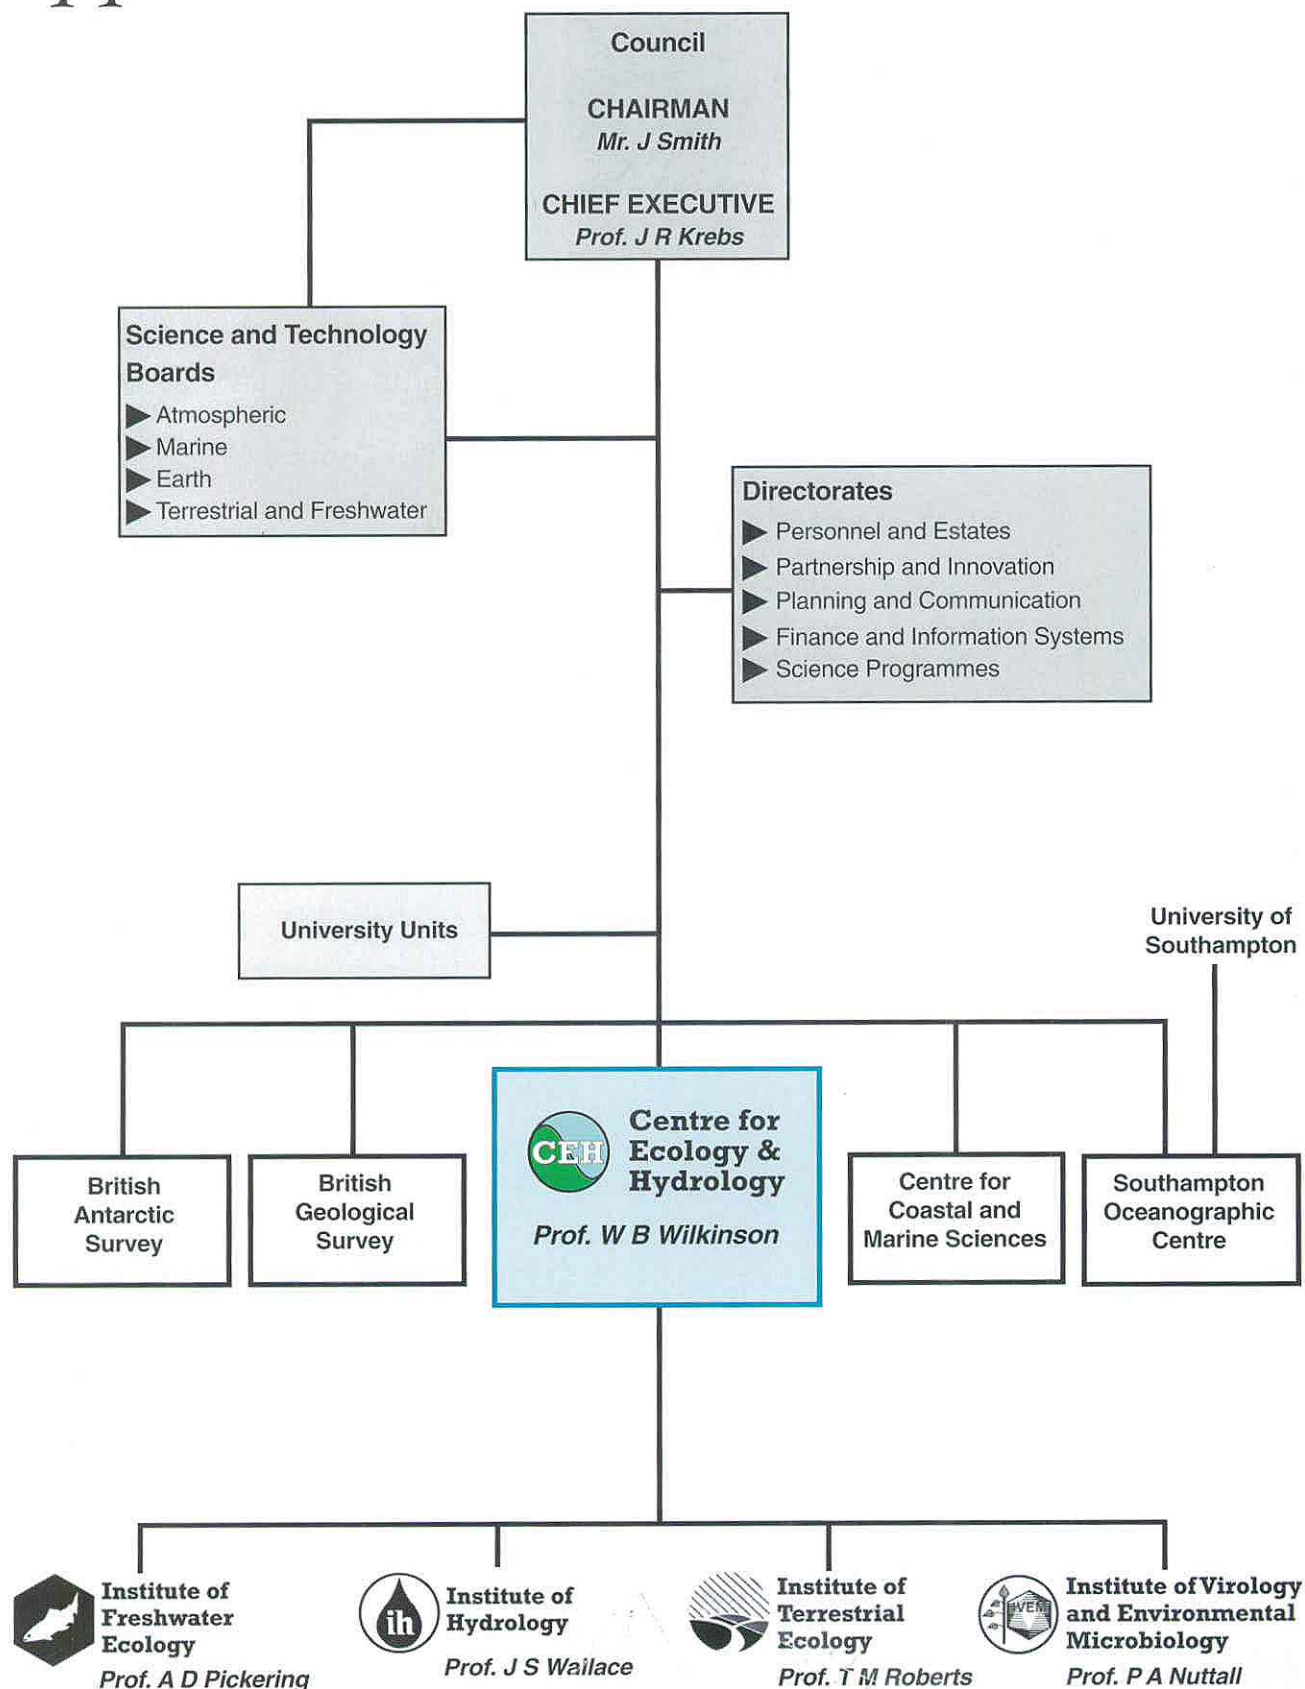 Council
CHAIRMAN
Mr. J Smith
CHIEF EXECUTIVE
Prof. J R Krebs
Science and Technology
Boards
Atmospheric
Marine
Earth
Terrestrial and Freshwater
Directorates
Personnel and Estates
Partnership and Innovation
Planning and Communication
Finance and Information Systems
Science Programmes
University Units
University of
Southampton
British
Antarctic
Survey
British
Geological
Survey
CEH
Centre for
Ecology &
Hydrology
Prof. W B Wilkinson
Centre for
Coastal and
Marine Sciences
Southampton
Oceanographic
Centre
Institute of
Freshwater
Ecology
Prof. A D Pickering
ih
Institute of
Hydrology
Prof. J S Wallace
Institute of
Terrestrial
Ecology
Prof. T M Roberts
IVEM
Institute of Virology
and Environmental
Microbiology
Prof. P A Nuttall